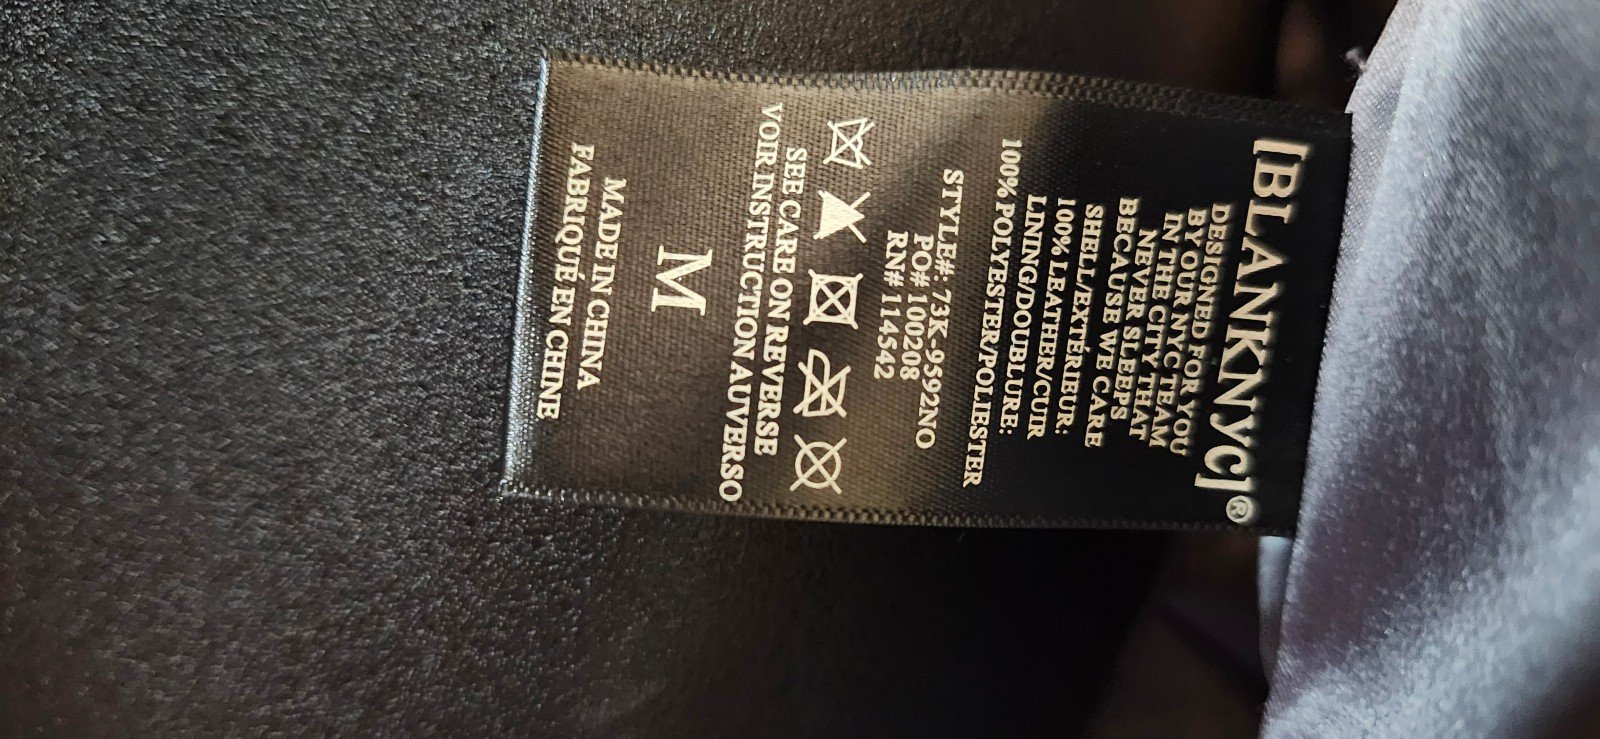 [BLANKNYC]®
DESIGNED FOR YOU
BY OUR NYC TEAM
IN THE CITY THAT
NEVER SLEEPS
BECAUSE WE CARE
SHELL/EXTÉRIEUR:
100% LEATHER/CUIR
LINING/DOUBLURE:
100% POLYESTER/POLIESTER
STYLE#: 73K-9592NO
PO# 100208
RN# 114542
SEE CARE ON REVERSE
VOIR INSTRUCTION AUVERSO
M
MADE IN CHINA
FABRIQUÉ EN CHINE